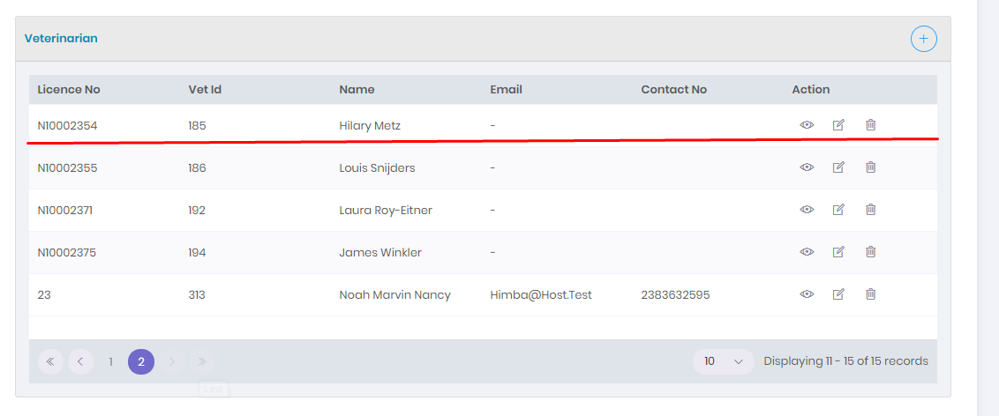 Veterinarian
Licence No Vet Id Name Email Contact No Action
N10002354 185 Hilary Metz -
N10002355 186 Louis Snijders -
N10002371 192 Laura Roy-Eitner -
N10002375 194 James Winkler -
23 313 Noah Marvin Nancy Himba@Host.Test 2383632595
1 2 10 Displaying 11 - 15 of 15 records
Last